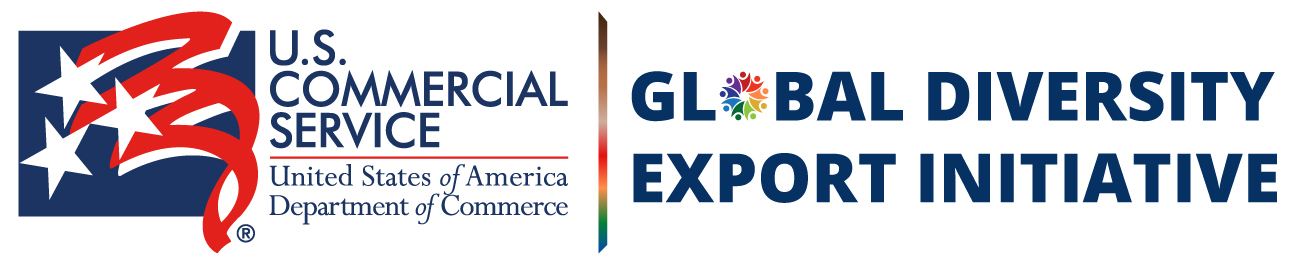 U.S.
COMMERCIAL
SERVICE
United States of America
Department of Commerce
®
GLOBAL DIVERSITY
EXPORT INITIATIVE